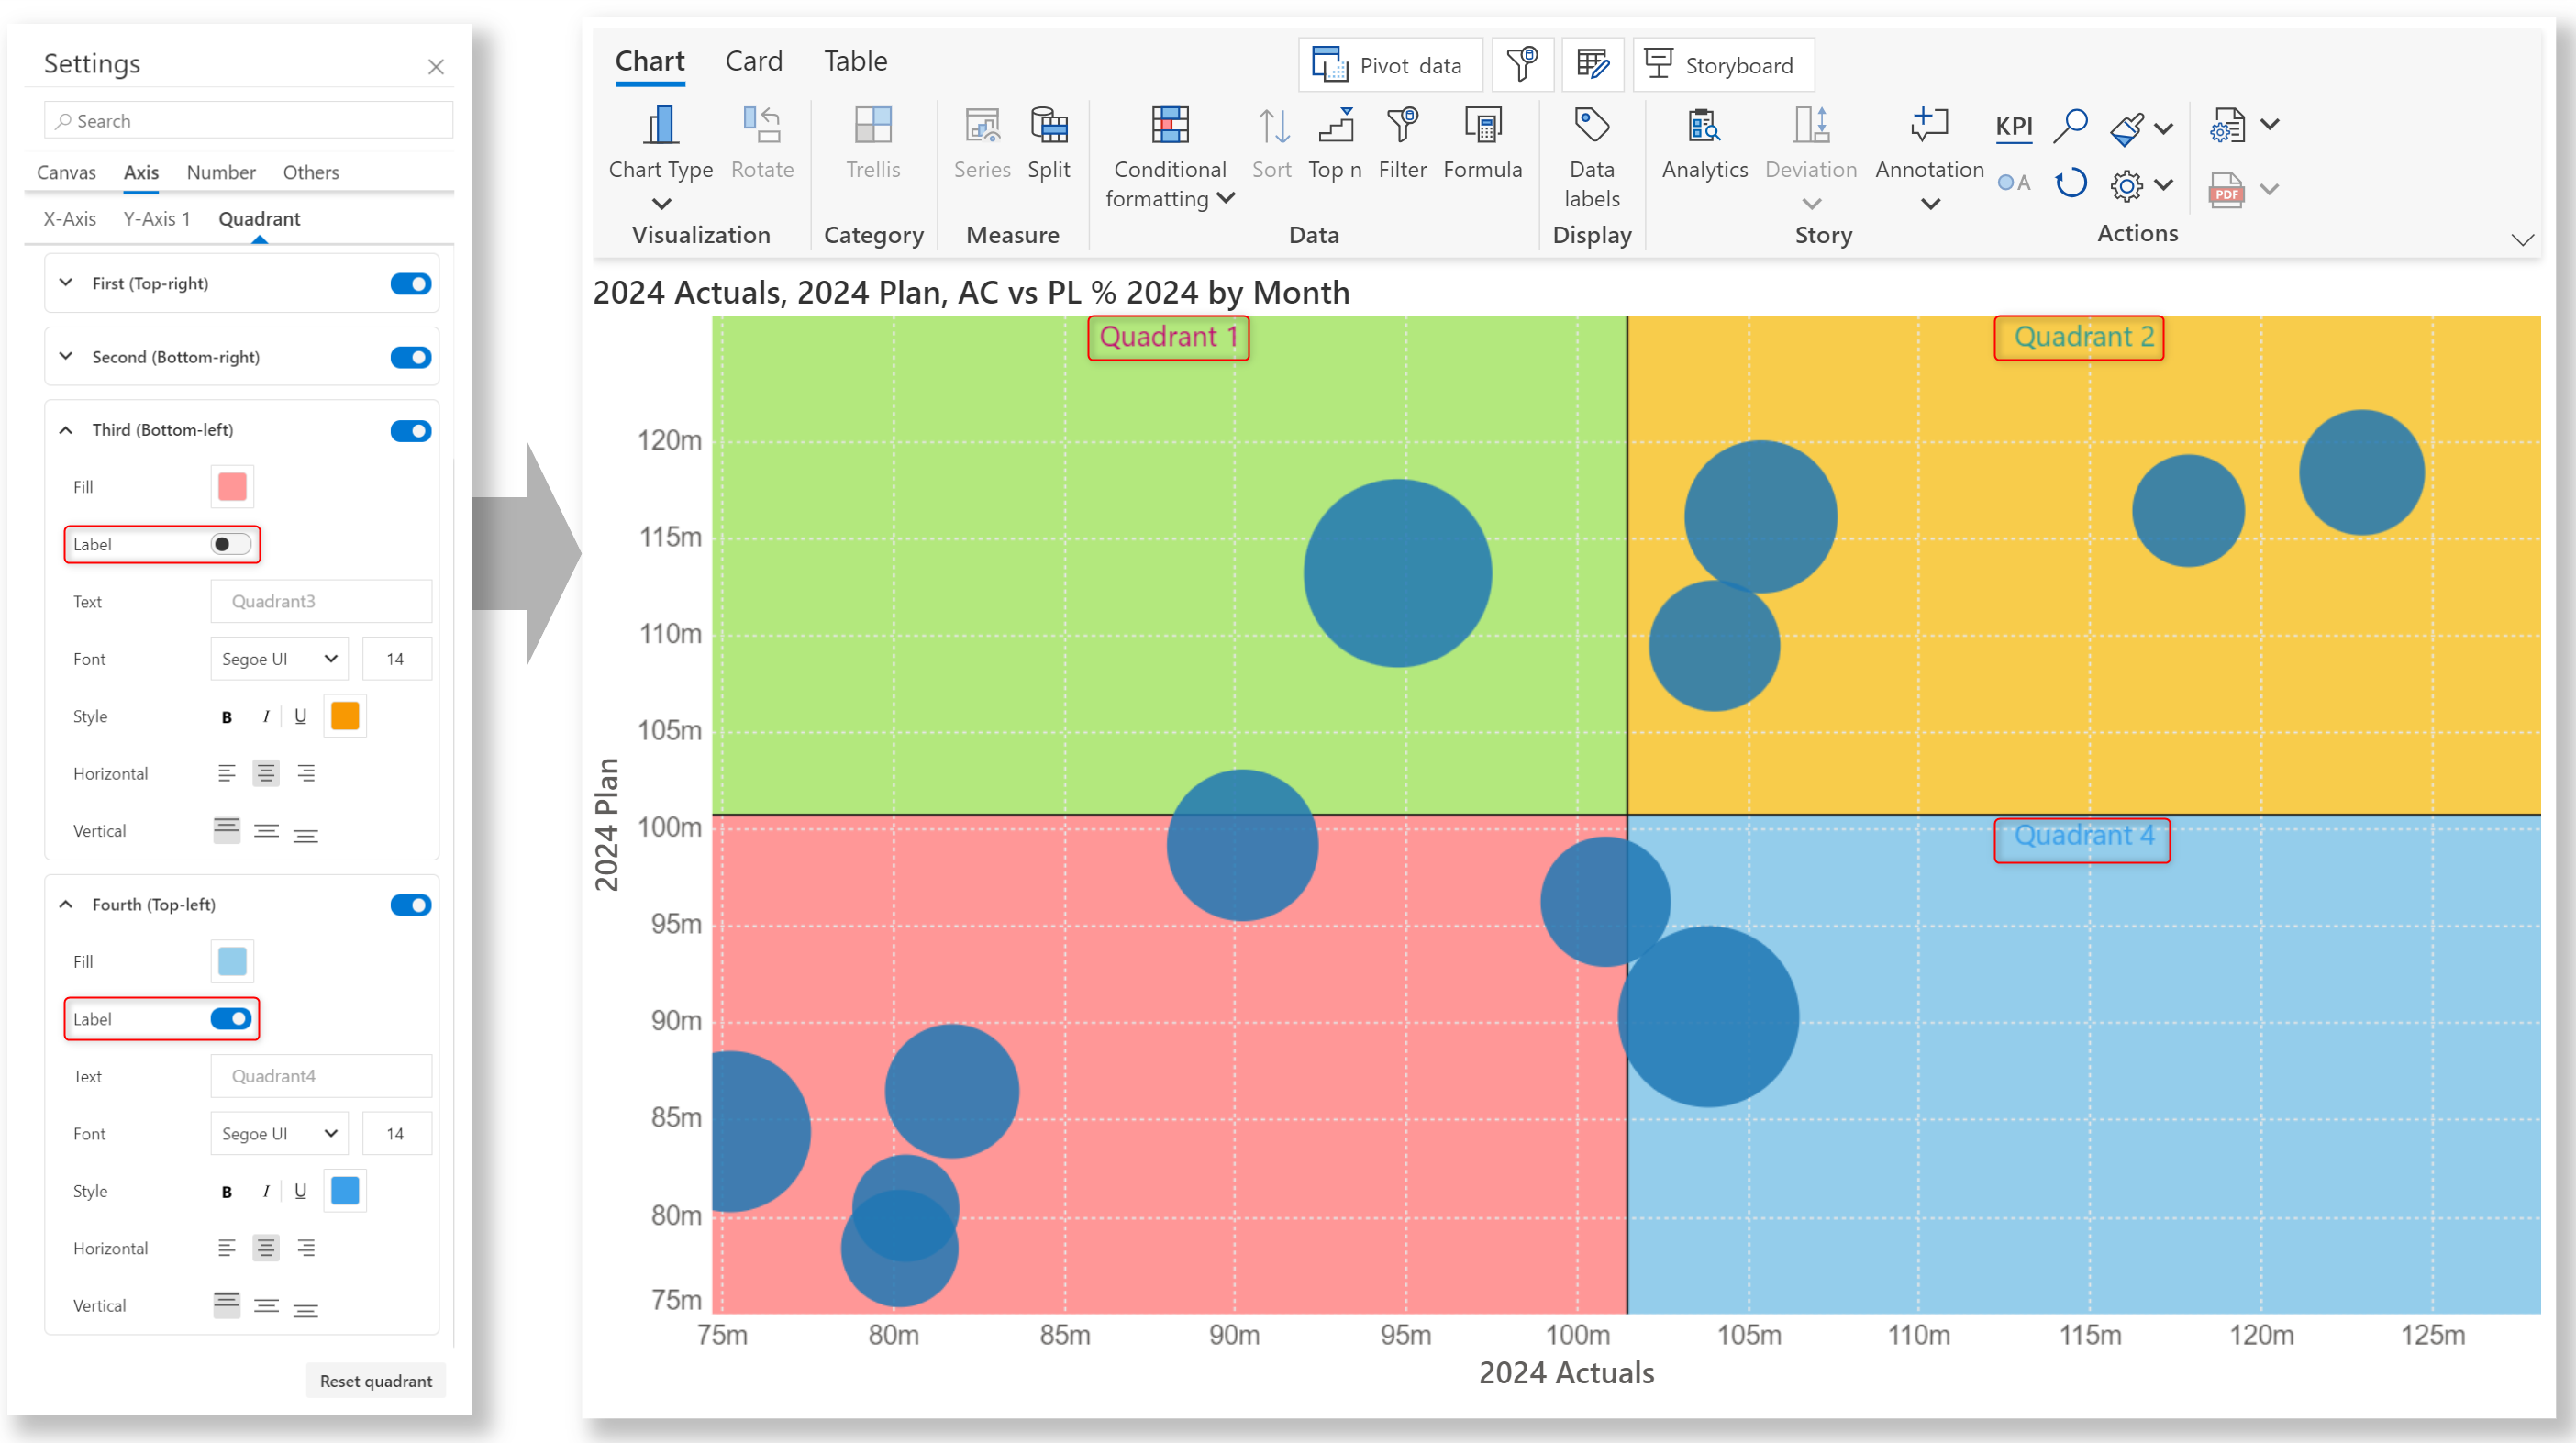 Settings
Search
Canvas Axis Number Others
X-Axis Y-Axis 1 Quadrant
First (Top-right)
Second (Bottom-right)
Third (Bottom-left)
Fill
Label
Text Quadrant3
Font Segoe UI 14
Style B I U
Horizontal
Vertical
Fourth (Top-left)
Fill
Label
Text Quadrant4
Font Segoe UI 14
Style B I U
Horizontal
Vertical
Reset quadrant
Chart Card Table Pivot data Storyboard
Chart Type Rotate Trellis Series Split Conditional formatting Sort Top n Filter Formula Data labels Analytics Deviation Annotation KPI A PDF
Visualization Category Measure Data Display Story Actions
2024 Actuals, 2024 Plan, AC vs PL % 2024 by Month
Quadrant 1 Quadrant 2
120m
115m
110m
105m
100m
Quadrant 4
95m
90m
85m
80m
75m
2024 Plan
75m 80m 85m 90m 95m 100m 105m 110m 115m 120m 125m
2024 Actuals